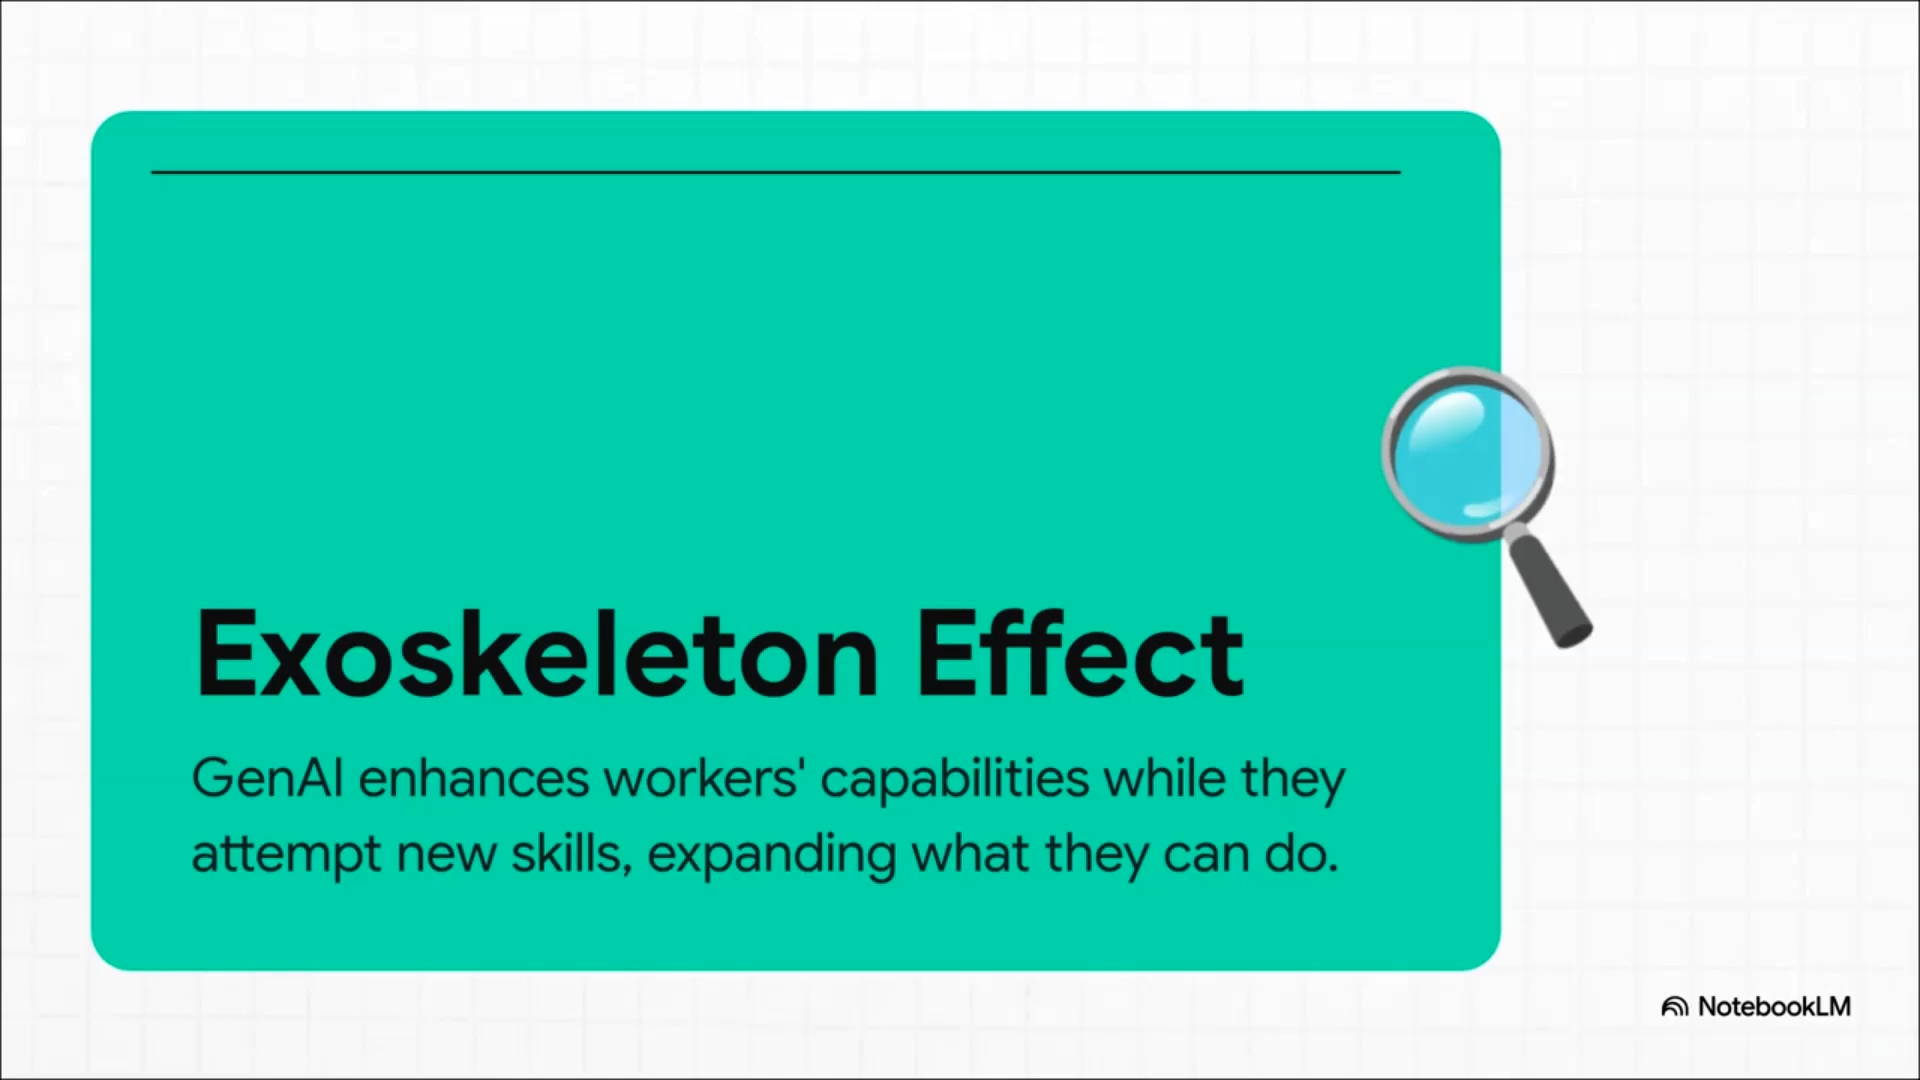 Exoskeleton Effect
GenAI enhances workers' capabilities while they
attempt new skills, expanding what they can do.
NotebookLM